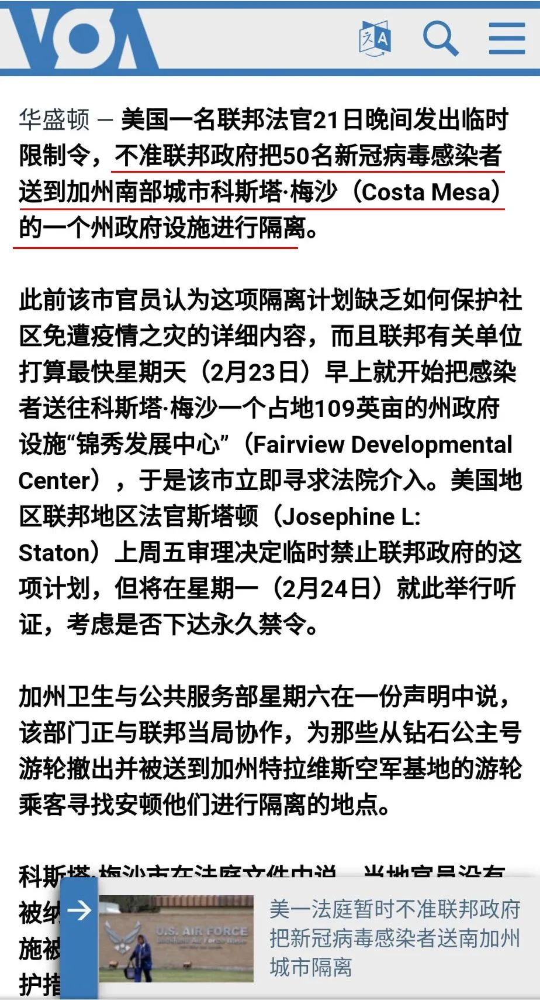 VOA
文A
华盛顿 — 美国一名联邦法官21日晚间发出临时
限制令，不准联邦政府把50名新冠病毒感染者
送到加州南部城市科斯塔·梅沙（Costa Mesa）
的一个州政府设施进行隔离。
此前该市官员认为这项隔离计划缺乏如何保护社
区免遭疫情之灾的详细内容，而且联邦有关单位
打算最快星期天（2月23日）早上就开始把感染
者送往科斯塔·梅沙一个占地109英亩的州政府
设施“锦秀发展中心”（Fairview Developmental
Center），于是该市立即寻求法院介入。美国地
区联邦地区法官斯塔顿（Josephine L:
Staton）上周五审理决定临时禁止联邦政府的这
项计划，但将在星期一（2月24日）就此举行听
证，考虑是否下达永久禁令。
加州卫生与公共服务部星期六在一份声明中说，
该部门正与联邦当局协作，为那些从钻石公主号
游轮撤出并被送到加州特拉维斯空军基地的游轮
乘客寻找安顿他们进行隔离的地点。
科斯塔·梅沙市在法庭文件中说，当地官员没有
被纳
施被
护措
U.S. AIR FORCE
美一法庭暂时不准联邦政府
把新冠病毒感染者送南加州
城市隔离